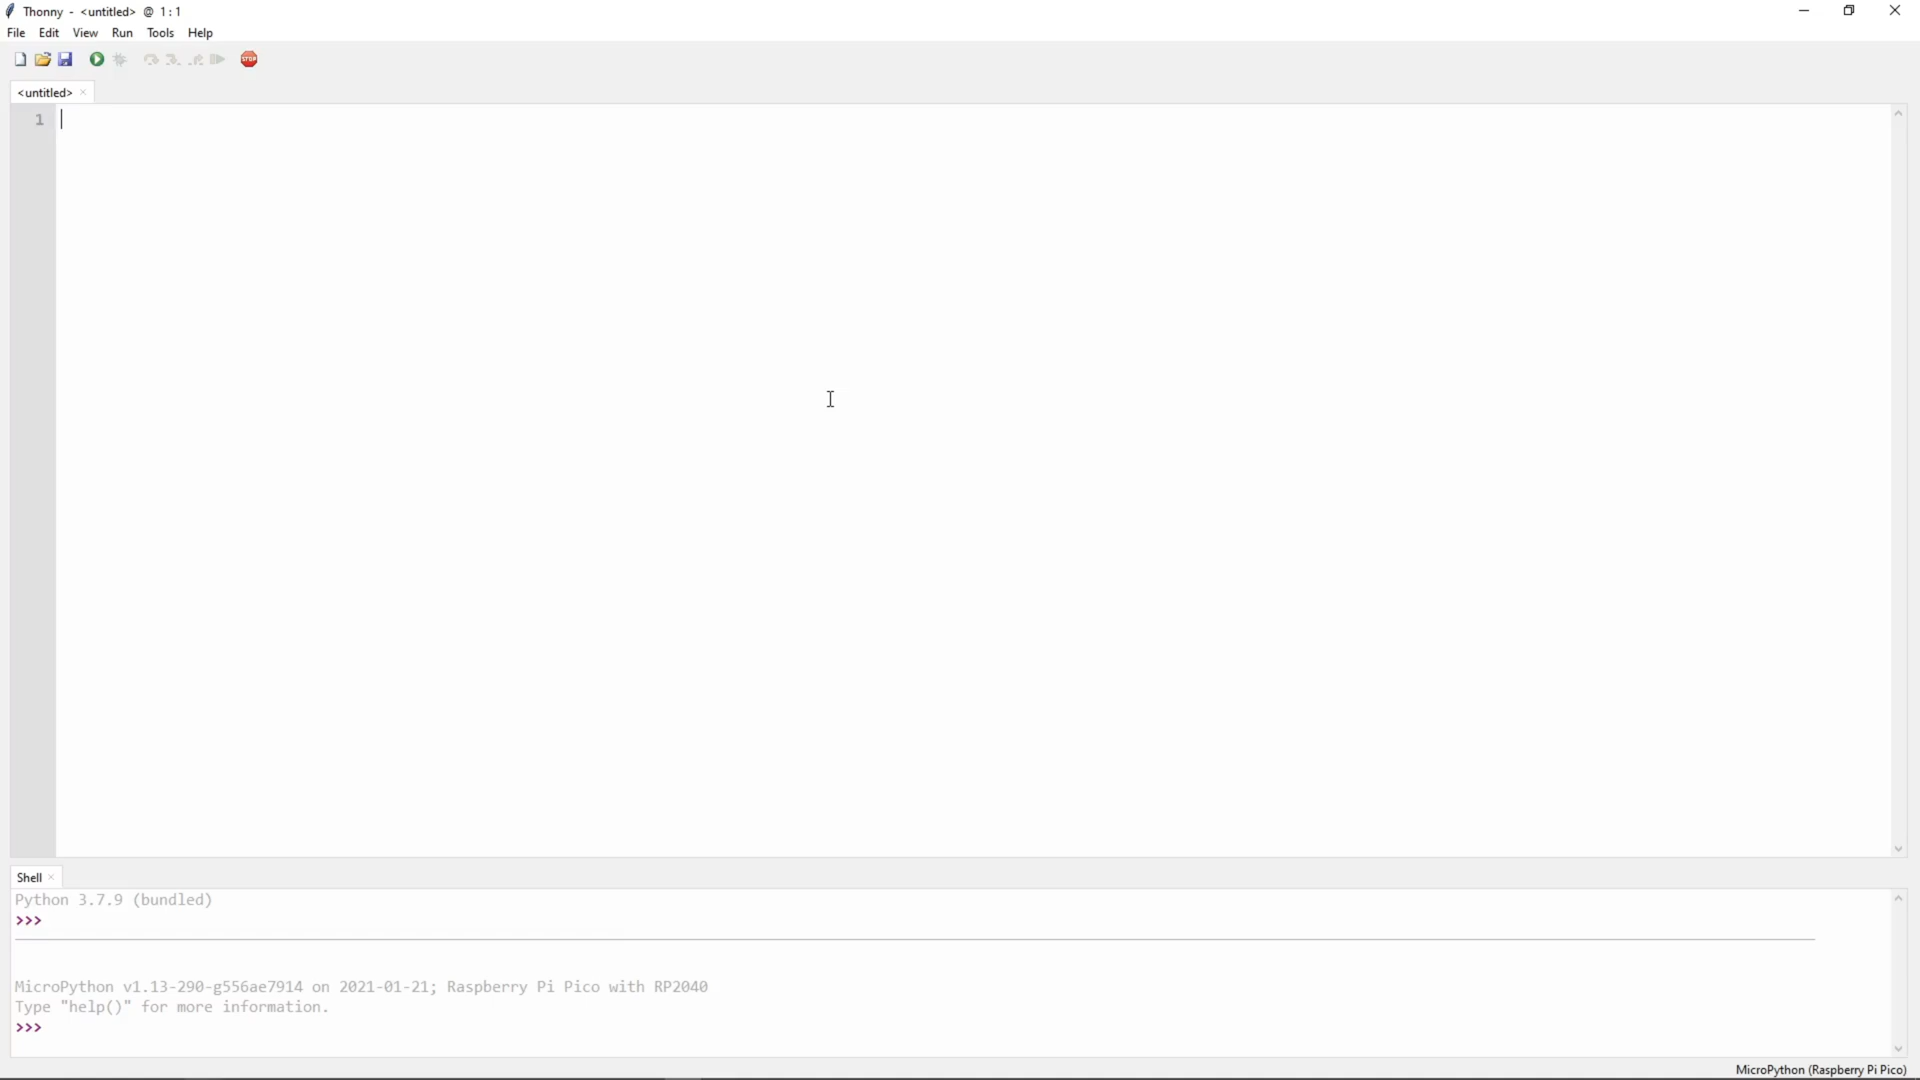 Thonny - <untitled> @ 1:1
File Edit View Run Tools Help
STOP
<untitled> ×
1
Shell ×
Python 3.7.9 (bundled)
>>>
MicroPython v1.13-290-g556ae7914 on 2021-01-21; Raspberry Pi Pico with RP2040
Type "help()" for more information.
>>>
MicroPython (Raspberry Pi Pico)